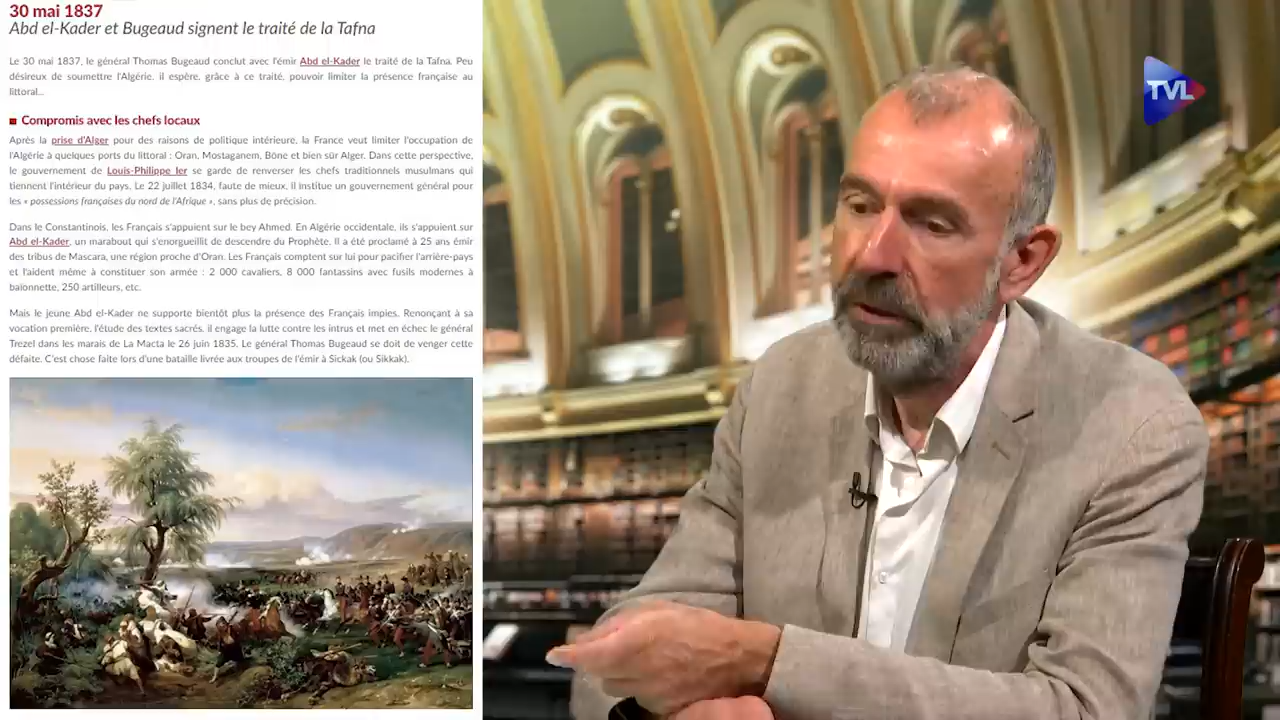 30 mai 1837
Abd el-Kader et Bugeaud signent le traité de la Tafna
Le 30 mai 1837, le général Thomas Bugeaud conclut avec l'émir Abd el-Kader le traité de la Tafna. Peu
désireux de soumettre l'Algérie, il espère, grâce à ce traité, pouvoir limiter la présence française au
littoral...
Compromis avec les chefs locaux
Après la prise d'Alger pour des raisons de politique intérieure, la France veut limiter l'occupation de
l'Algérie à quelques ports du littoral : Oran, Mostaganem, Bône et bien sûr Alger. Dans cette perspective,
le gouvernement de Louis-Philippe Ier se garde de renverser les chefs traditionnels musulmans qui
tiennent l'intérieur du pays. Le 22 juillet 1834, faute de mieux, il institue un gouvernement général pour
les « possessions françaises du nord de l'Afrique », sans plus de précision.
Dans le Constantinois, les Français s'appuient sur le bey Ahmed. En Algérie occidentale, ils s'appuient sur
Abd el-Kader, un marabout qui s'enorgueillit de descendre du Prophète. Il a été proclamé à 25 ans émir
des tribus de Mascara, une région proche d'Oran. Les Français comptent sur lui pour pacifier l'arrière-pays
et l'aident même à constituer son armée : 2 000 cavaliers, 8 000 fantassins avec fusils modernes à
baïonnette, 250 artilleurs, etc.
Mais le jeune Abd el-Kader ne supporte bientôt plus la présence des Français impies. Renonçant à sa
vocation première, l'étude des textes sacrés, il engage la lutte contre les intrus et met en échec le général
Trezel dans les marais de La Macta le 26 juin 1835. Le général Thomas Bugeaud se doit de venger cette
défaite. C'est chose faite lors d'une bataille livrée aux troupes de l'émir à Sickak (ou Sikkak).
TVL